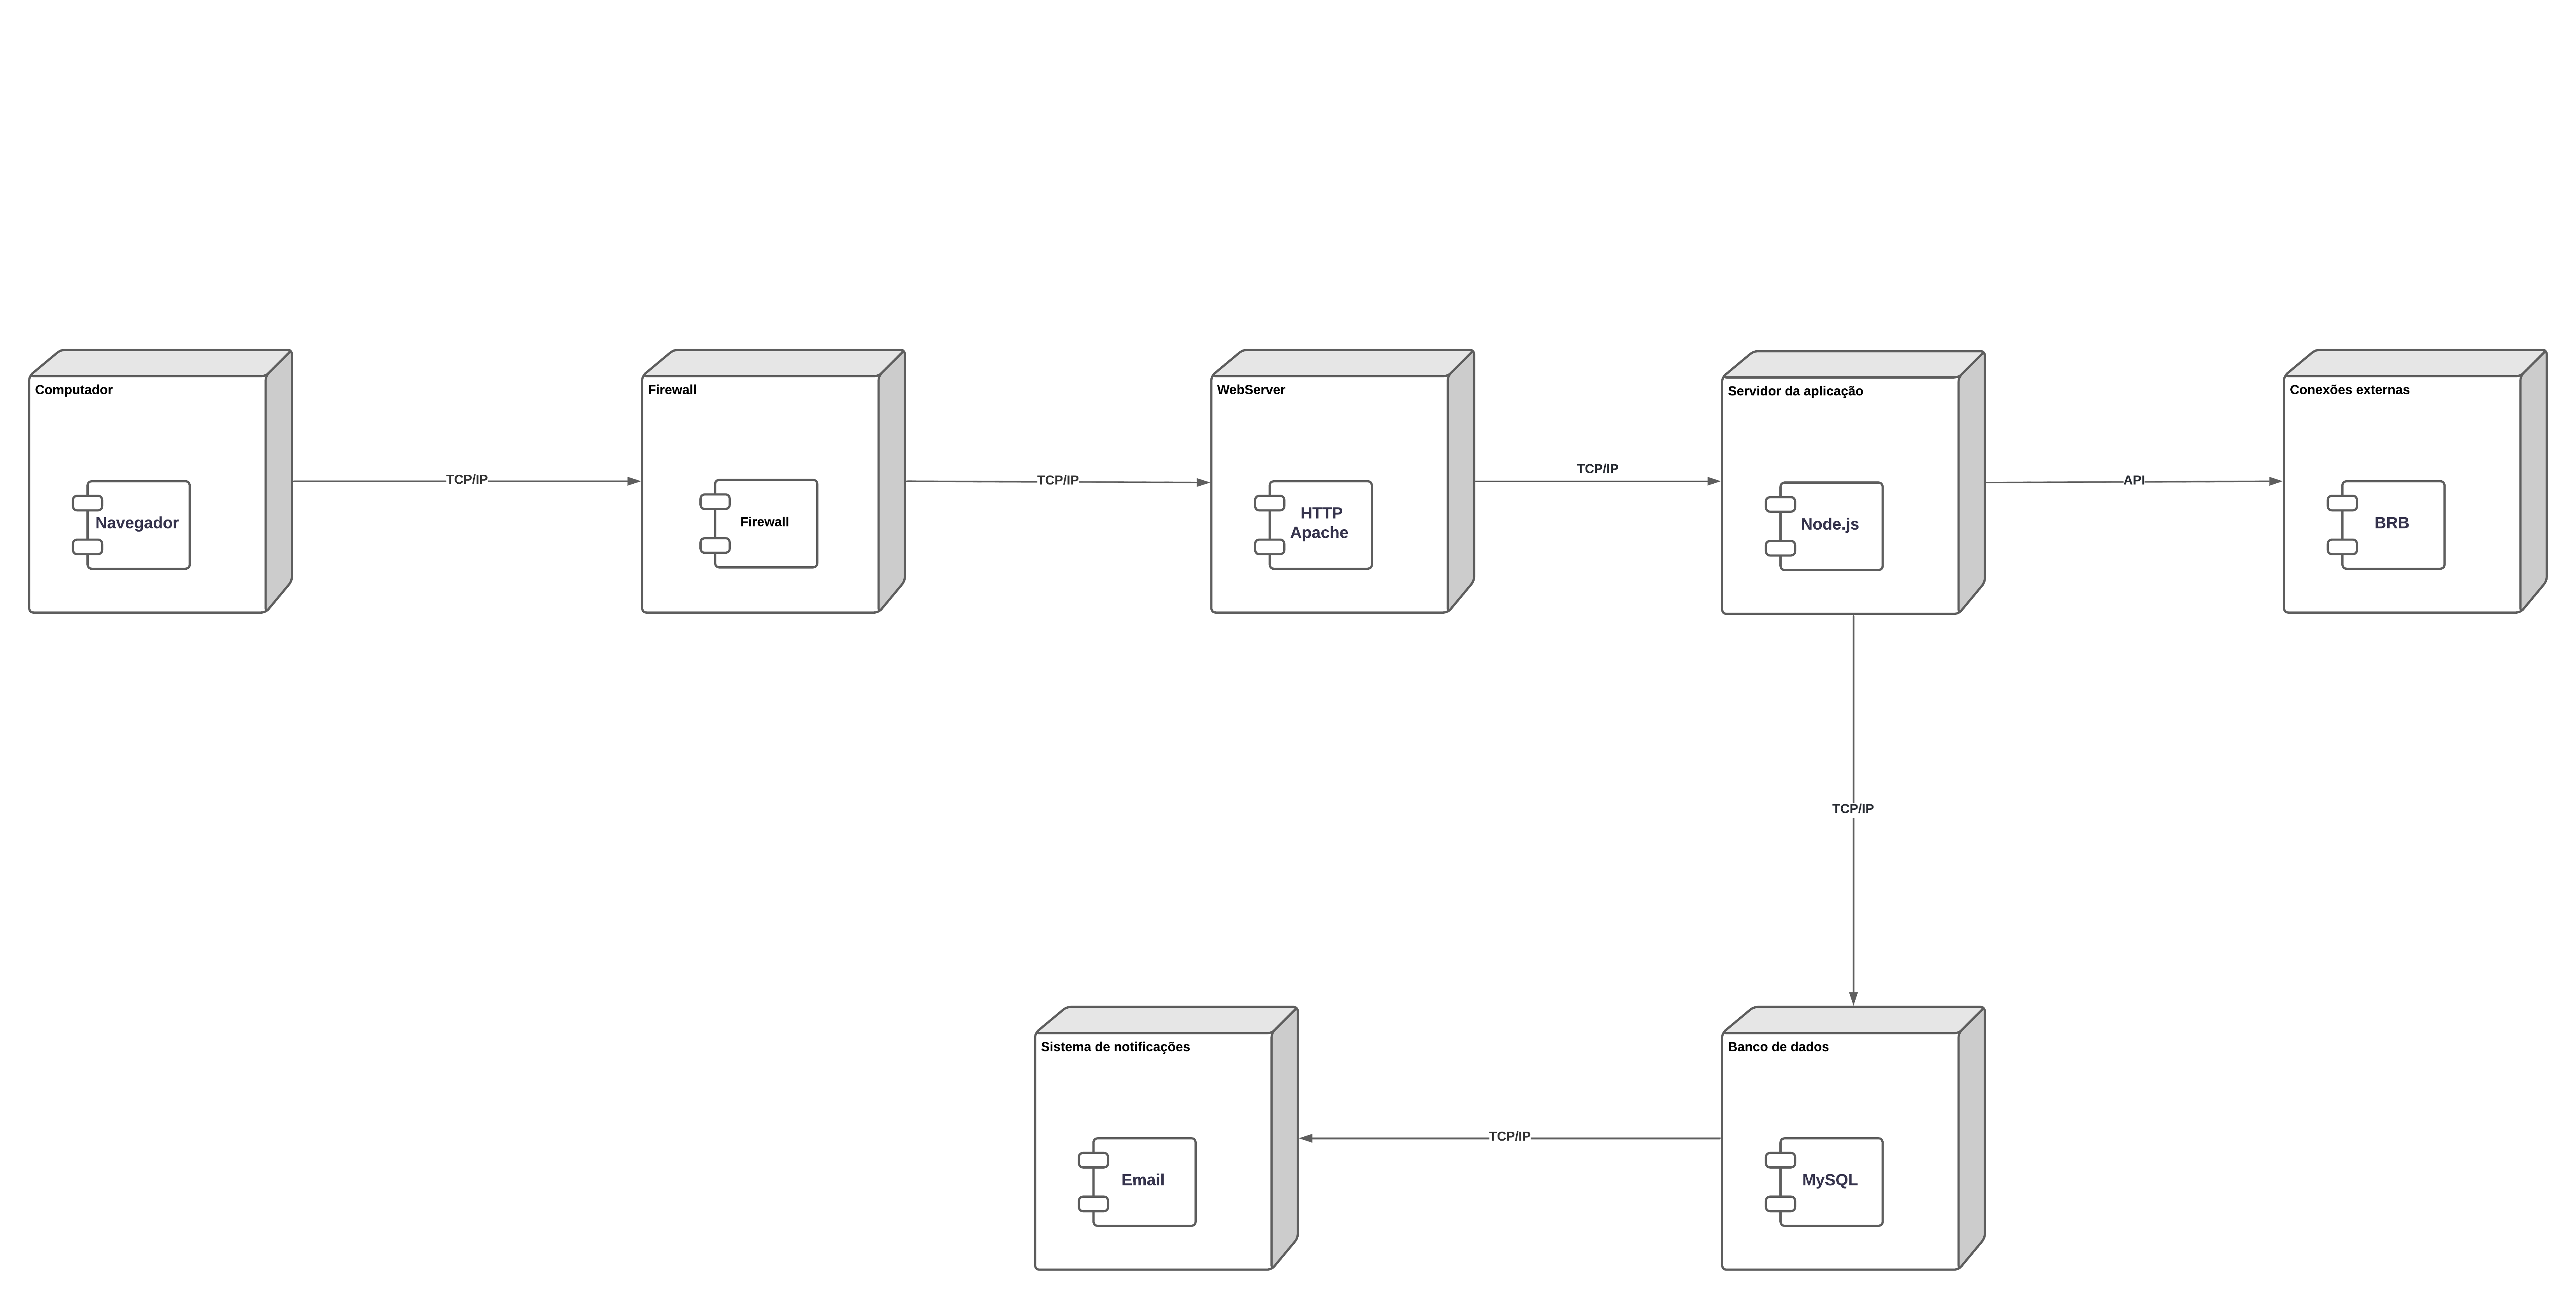 Computador
Navegador
TCP/IP
Firewall
Firewall
TCP/IP
WebServer
HTTP
Apache
TCP/IP
Servidor da aplicação
Node.js
API
Conexões externas
BRB
TCP/IP
Banco de dados
MySQL
TCP/IP
Sistema de notificações
Email